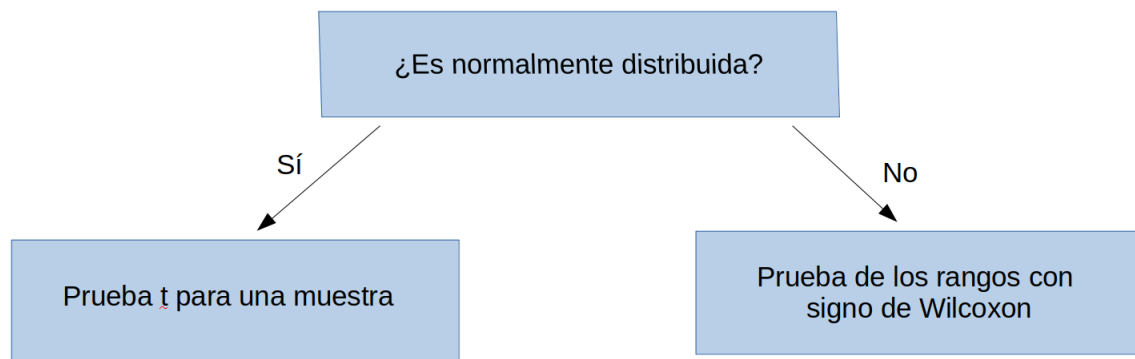 ¿Es normalmente distribuida?
Sí
No
Prueba t para una muestra
Prueba de los rangos con
signo de Wilcoxon